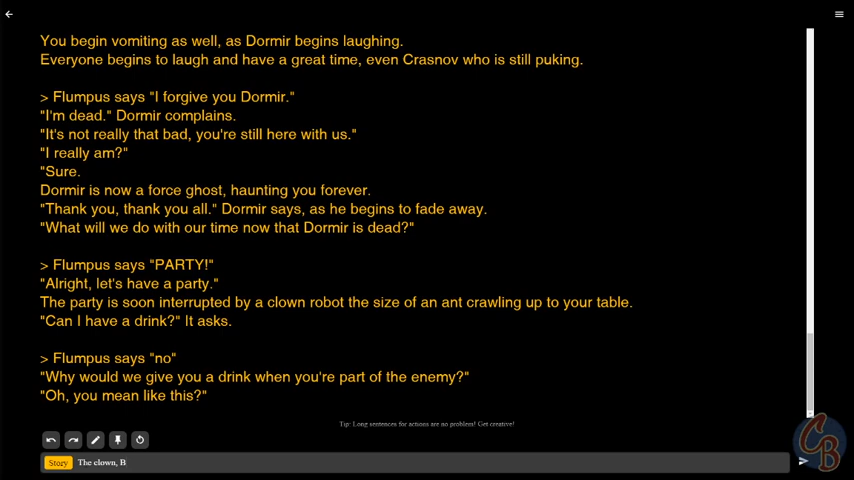 You begin vomiting as well, as Dormir begins laughing.
Everyone begins to laugh and have a great time, even Crasnov who is still puking.
> Flumpus says "I forgive you Dormir."
"I'm dead." Dormir complains.
"It's not really that bad, you're still here with us."
"I really am?"
"Sure.
Dormir is now a force ghost, haunting you forever.
"Thank you, thank you all." Dormir says, as he begins to fade away.
"What will we do with our time now that Dormir is dead?"
> Flumpus says "PARTY!"
"Alright, let's have a party."
The party is soon interrupted by a clown robot the size of an ant crawling up to your table.
"Can I have a drink?" It asks.
> Flumpus says "no"
"Why would we give you a drink when you're part of the enemy?"
"Oh, you mean like this?"
Tip: Long sentences for actions are no problem! Get creative!
Story The clown, B
CB